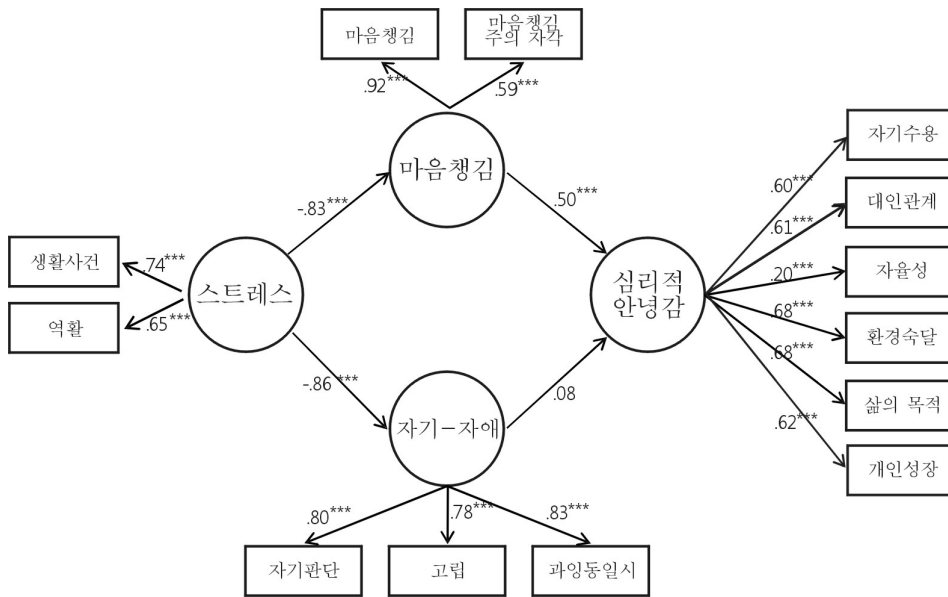 마음챙김
마음챙김
주의 자각
.92***
.59***
마음챙김
자기수용
.60***
대인관계
-.83***
.50***
.61***
생활사건
.74***
스트레스
심리적
안녕감
.20***
자율성
역활
.65***
.68***
환경숙달
-.86 ***
.08
.68***
삶의 목적
자기-자애
.62***
개인성장
.80***
.78***
.83***
자기판단
고립
과잉동일시